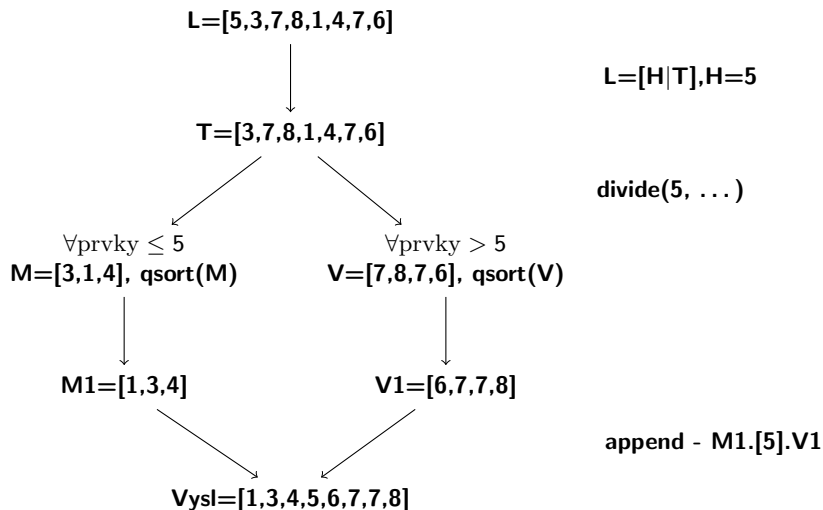 L=[5,3,7,8,1,4,7,6]
L=[H|T],H=5
T=[3,7,8,1,4,7,6]
divide(5, ...)
∀prvky ≤ 5
∀prvky > 5
M=[3,1,4], qsort(M)
V=[7,8,7,6], qsort(V)
M1=[1,3,4]
V1=[6,7,7,8]
append - M1.[5].V1
Vysl=[1,3,4,5,6,7,7,8]